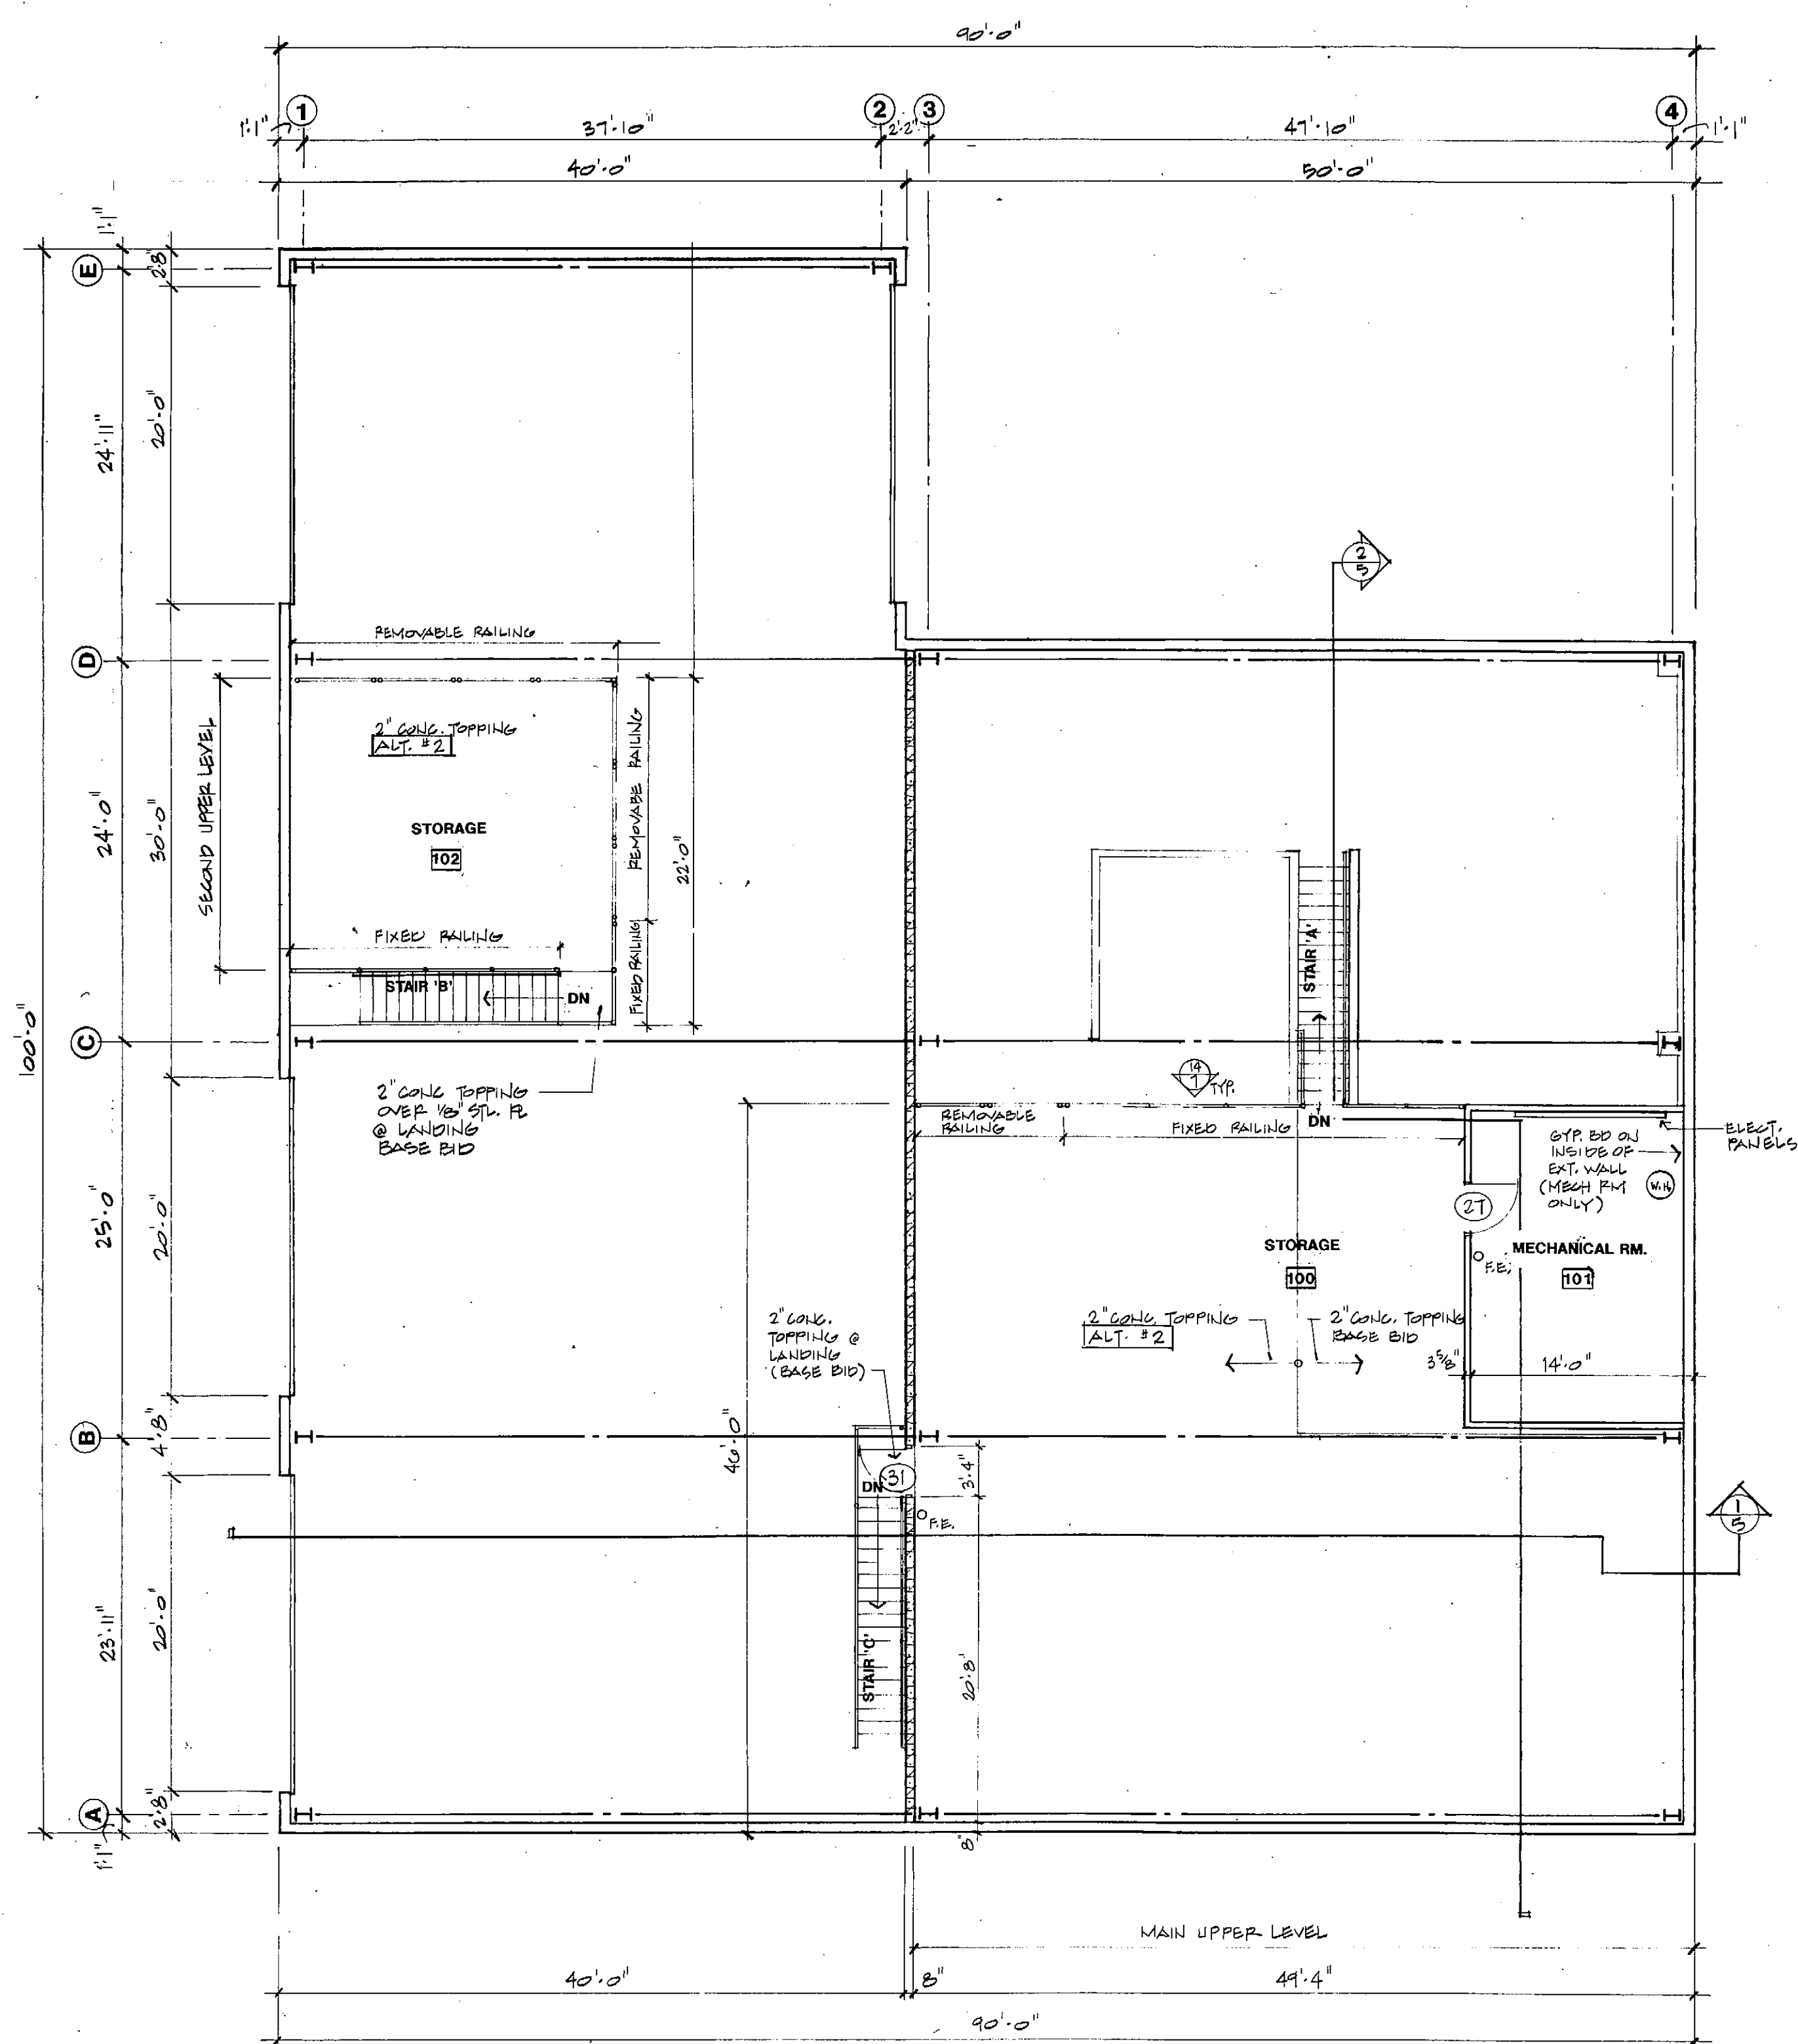 90'-0"
1 2 3 4
1'-1" 37'-10" 2'-2" 47'-10" 1'-1"
40'-0" 50'-0"
1'-1"
E
2'-8"
24'-11"
20'-0"
2
5
D
REMOVABLE RAILING
SECOND UPPER LEVEL
24'-0"
30'-0"
2" CONC. TOPPING
ALT. #2
STORAGE
102
REMOVABE RAILING
22'-0"
FIXED RAILING
FIXED RAILING
STAIR 'B'
DN
STAIR 'A'
100'-0"
C
2" CONC TOPPING
OVER 1/8" STL. PL
@ LANDING
BASE BID
14
7
TYP.
REMOVABLE
RAILING
FIXED RAILING
DN
GYP. BD ON
INSIDE OF
EXT. WALL
(MECH RM
ONLY)
ELECT.
PANELS
W.H.
27
25'-0"
20'-0"
STORAGE
100
F.E.
MECHANICAL RM.
101
2" CONC.
TOPPING @
LANDING
(BASE BID)
2" CONC. TOPPING
ALT. #2
2" CONC. TOPPING
BASE BID
3 5/8"
14'-0"
B
4'-8"
46'-0"
DN
31
3'-4"
F.E.
1
5
23'-11"
20'-0"
STAIR 'C'
20'-8"
A
2'-8"
1'-1"
8"
MAIN UPPER LEVEL
40'-0" 8" 49'-4"
90'-0"